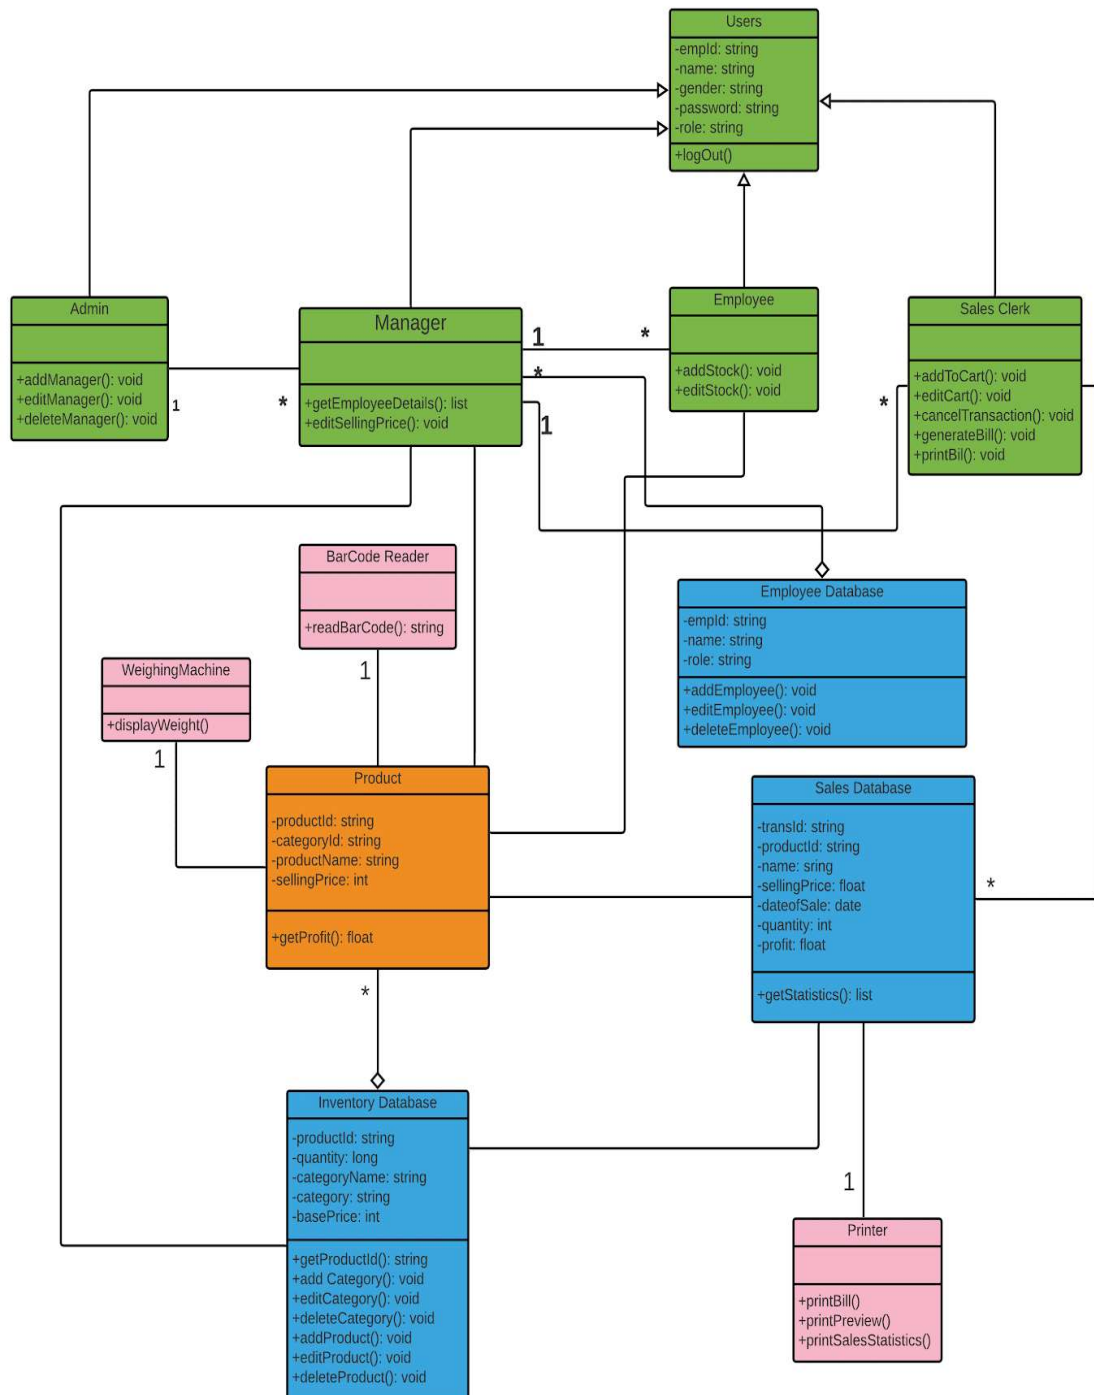 Users
-empId: string
-name: string
-gender: string
-password: string
-role: string
+logOut()
Admin
+addManager(): void
+editManager(): void
+deleteManager(): void
1
*
Manager
+getEmployeeDetails(): list
+editSellingPrice(): void
1
*
*
1
Employee
+addStock(): void
+editStock(): void
*
Sales Clerk
+addToCart(): void
+editCart(): void
+cancelTransaction(): void
+generateBill(): void
+printBil(): void
BarCode Reader
+readBarCode(): string
1
WeighingMachine
+displayWeight()
1
Employee Database
-empId: string
-name: string
-role: string
+addEmployee(): void
+editEmployee(): void
+deleteEmployee(): void
Product
-productId: string
-categoryId: string
-productName: string
-sellingPrice: int
+getProfit(): float
*
Sales Database
-transId: string
-productId: string
-name: sring
-sellingPrice: float
-dateofSale: date
-quantity: int
-profit: float
+getStatistics(): list
*
Inventory Database
-productId: string
-quantity: long
-categoryName: string
-category: string
-basePrice: int
+getProductId(): string
+add Category(): void
+editCategory(): void
+deleteCategory(): void
+addProduct(): void
+editProduct(): void
+deleteProduct(): void
1
Printer
+printBill()
+printPreview()
+printSalesStatistics()